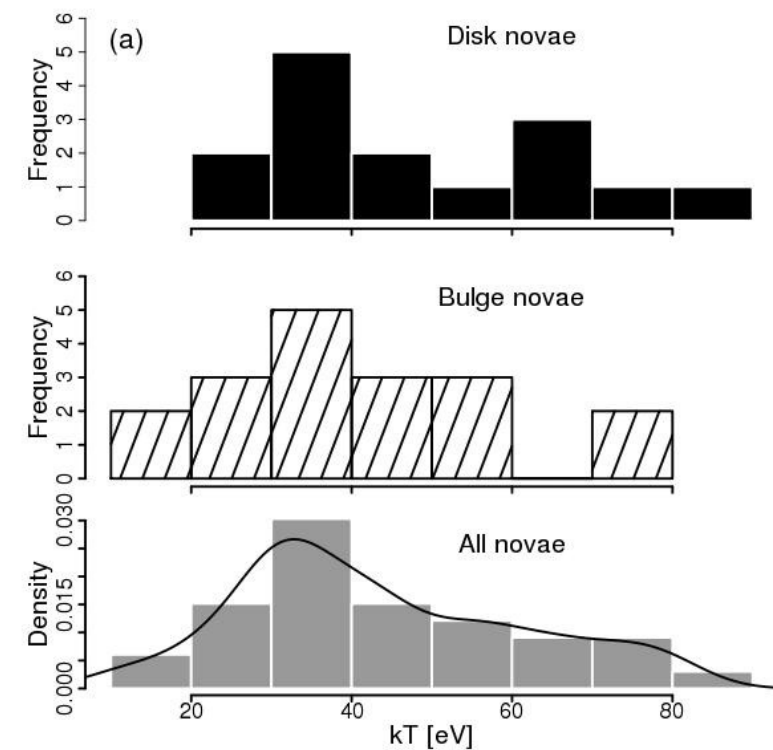 (a)
Disk novae
Frequency
6
5
4
3
2
1
0
Bulge novae
Frequency
6
5
4
3
2
1
0
All novae
Density
0.030
0.015
0.000
20 40 60 80
kT [eV]